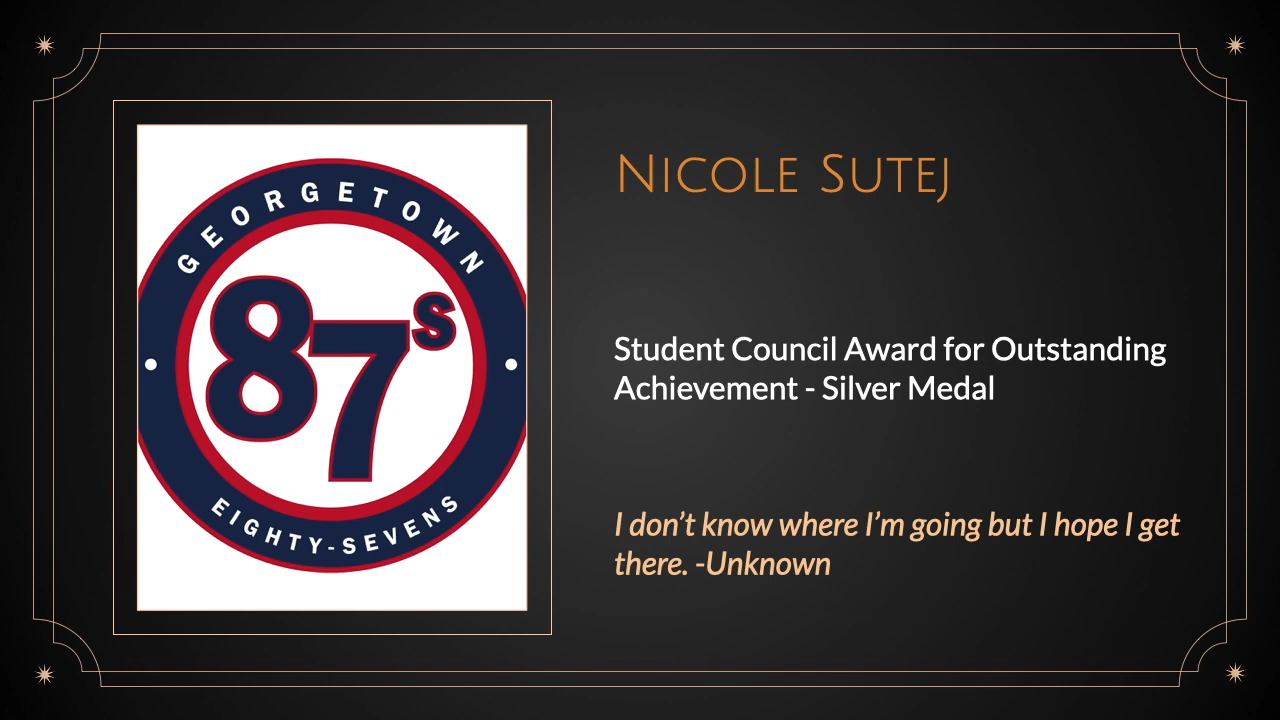 GEORGETOWN
87s
EIGHTY-SEVENS
Nicole Sutej
Student Council Award for Outstanding
Achievement - Silver Medal
I don’t know where I’m going but I hope I get
there. -Unknown